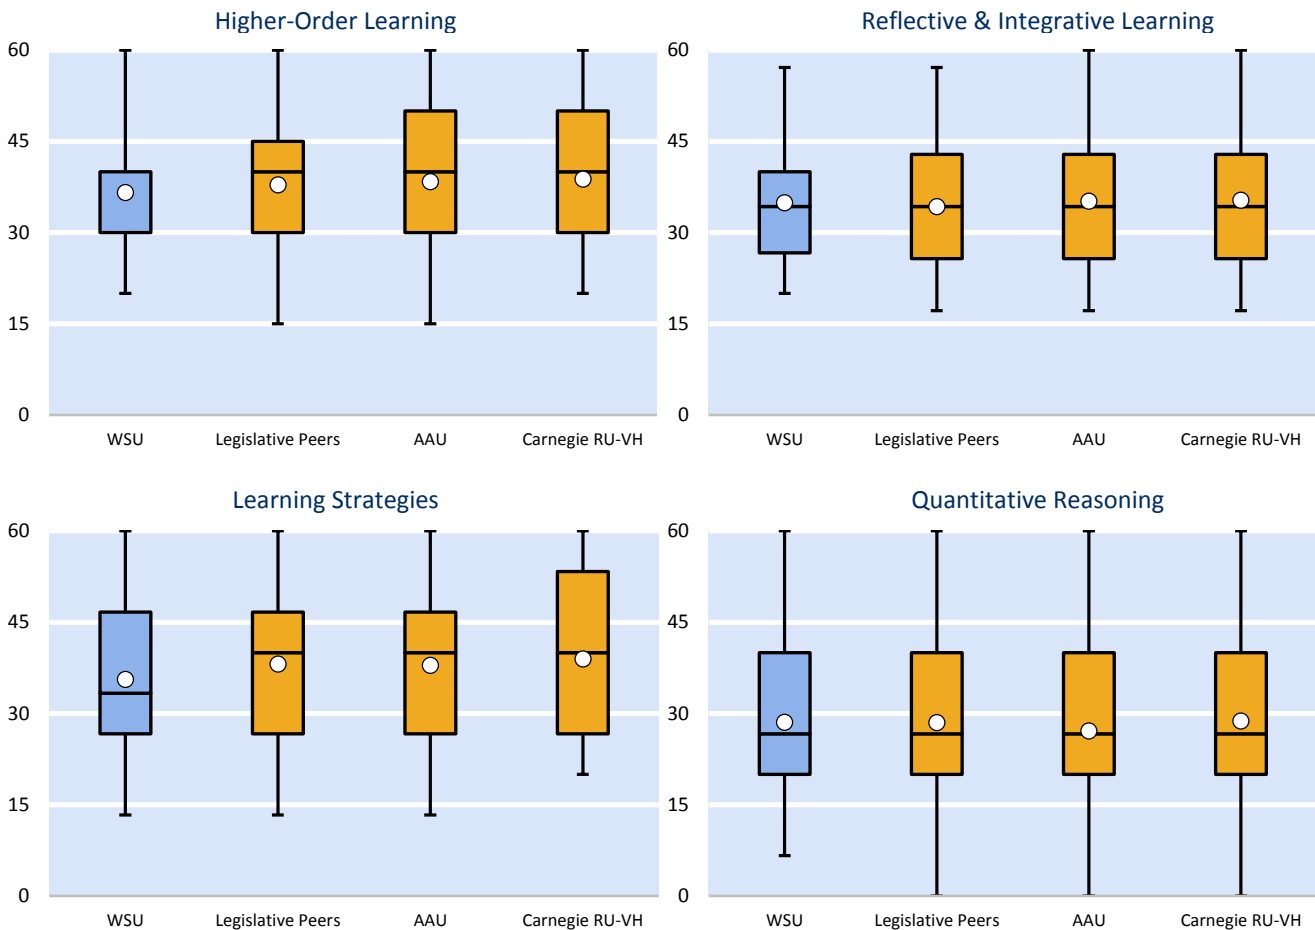 Higher-Order Learning
60
45
30
15
0
WSU Legislative Peers AAU Carnegie RU-VH
Reflective & Integrative Learning
60
45
30
15
0
WSU Legislative Peers AAU Carnegie RU-VH
Learning Strategies
60
45
30
15
0
WSU Legislative Peers AAU Carnegie RU-VH
Quantitative Reasoning
60
45
30
15
0
WSU Legislative Peers AAU Carnegie RU-VH